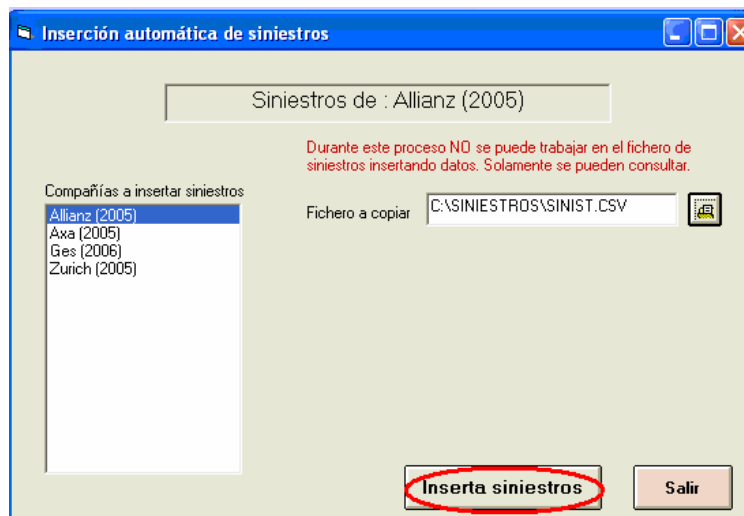 Inserción automática de siniestros
Siniestros de : Allianz (2005)
Durante este proceso NO se puede trabajar en el fichero de
siniestros insertando datos. Solamente se pueden consultar.
Compañías a insertar siniestros
Allianz (2005)
Axa (2005)
Ges (2006)
Zurich (2005)
Fichero a copiar
C:\SINIESTROS\SINIST.CSV
Inserta siniestros
Salir